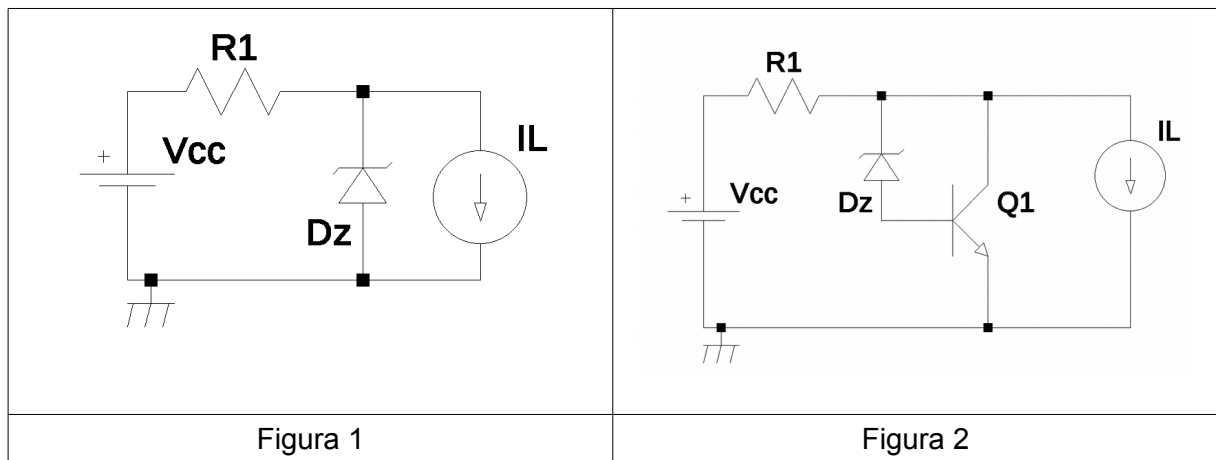 R1
Vcc
IL
Dz
R1
IL
Vcc
Dz
Q1
Figura 1
Figura 2